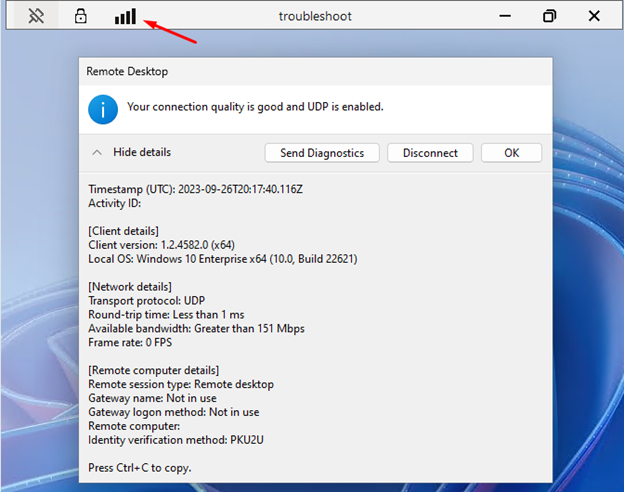 troubleshoot
Remote Desktop
Your connection quality is good and UDP is enabled.
Hide details
Send Diagnostics
Disconnect
OK
Timestamp (UTC): 2023-09-26T20:17:40.116Z
Activity ID:
[Client details]
Client version: 1.2.4582.0 (x64)
Local OS: Windows 10 Enterprise x64 (10.0, Build 22621)
[Network details]
Transport protocol: UDP
Round-trip time: Less than 1 ms
Available bandwidth: Greater than 151 Mbps
Frame rate: 0 FPS
[Remote computer details]
Remote session type: Remote desktop
Gateway name: Not in use
Gateway logon method: Not in use
Remote computer:
Identity verification method: PKU2U
Press Ctrl+C to copy.